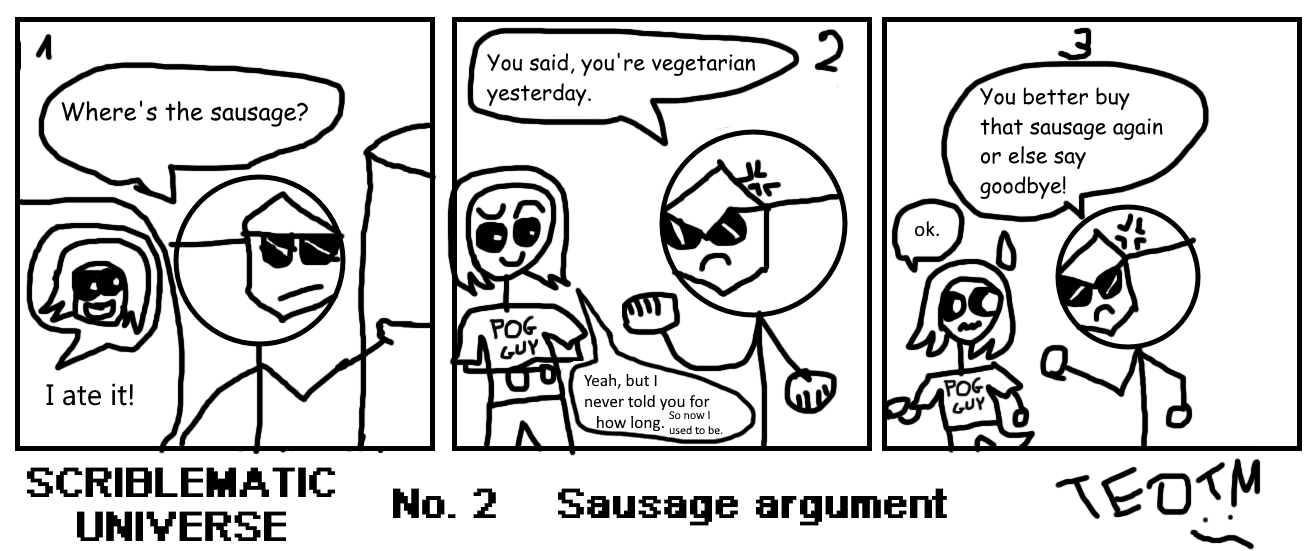 1
Where's the sausage?
I ate it!
2
You said, you're vegetarian
yesterday.
POG
GUY
Yeah, but I
never told you for
how long. So now I
used to be.
3
You better buy
that sausage again
or else say
goodbye!
ok.
POG
GUY
SCRIBLEMATIC
UNIVERSE
No. 2 Sausage argument
TEOTM